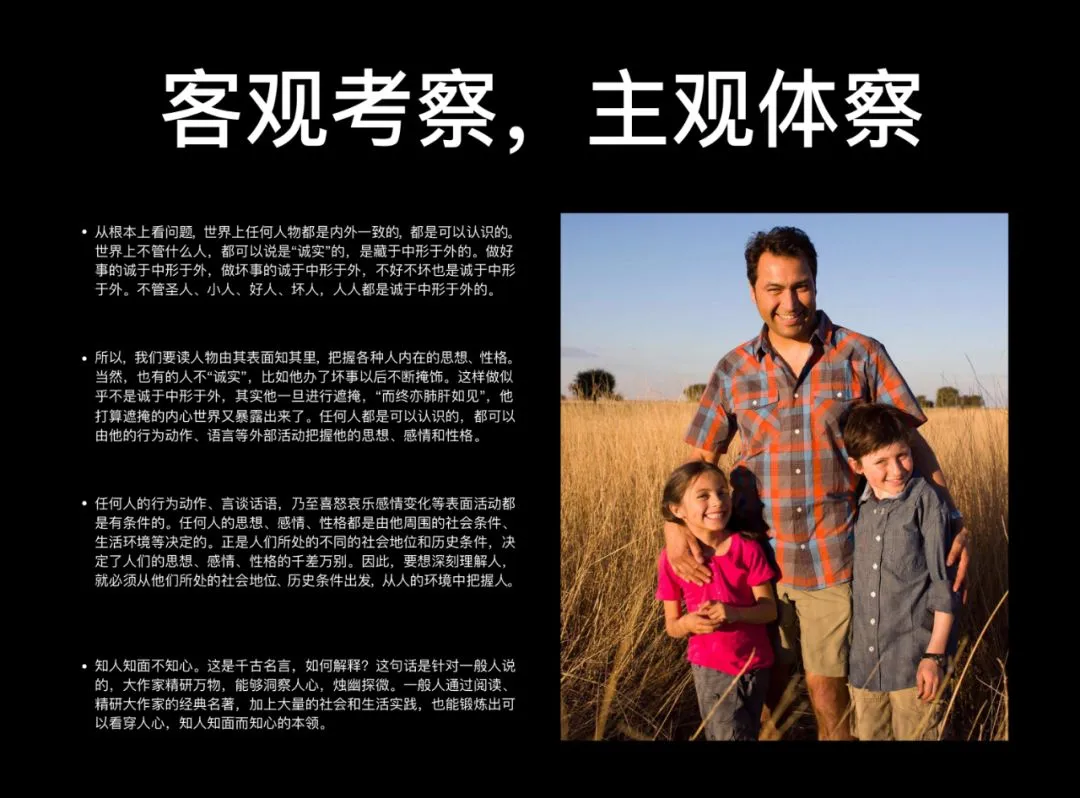 客观考察，主观体察
• 从根本上看问题, 世界上任何人物都是内外一致的, 都是可以认识的。
世界上不管什么人，都可以说是“诚实”的，是藏于中形于外的。做好
事的诚于中形于外，做坏事的诚于中形于外，不好不坏也是诚于中形
于外。不管圣人、小人、好人、坏人，人人都是诚于中形于外的。
• 所以, 我们要读人物由其表面知其里, 把握各种人内在的思想、性格。
当然，也有的人不“诚实”，比如他办了坏事以后不断掩饰。这样做似
乎不是诚于中形于外，其实他一旦进行遮掩，“而终亦肺肝如见”，他
打算遮掩的内心世界又暴露出来了。任何人都是可以认识的，都可以
由他的行为动作、语言等外部活动把握他的思想、感情和性格。
• 任何人的行为动作、言谈话语，乃至喜怒哀乐感情变化等表面活动都
是有条件的。任何人的思想、感情、性格都是由他周围的社会条件、
生活环境等决定的。正是人们所处的不同的社会地位和历史条件，决
定了人们的思想、感情、性格的千差万别。因此，要想深刻理解人，
就必须从他们所处的社会地位、历史条件出发, 从人的环境中把握人。
• 知人知面不知心。这是千古名言，如何解释？这句话是针对一般人说
的，大作家精研万物，能够洞察人心，烛幽探微。一般人通过阅读、
精研大作家的经典名著，加上大量的社会和生活实践，也能锻炼出可
以看穿人心，知人知面而知心的本领。